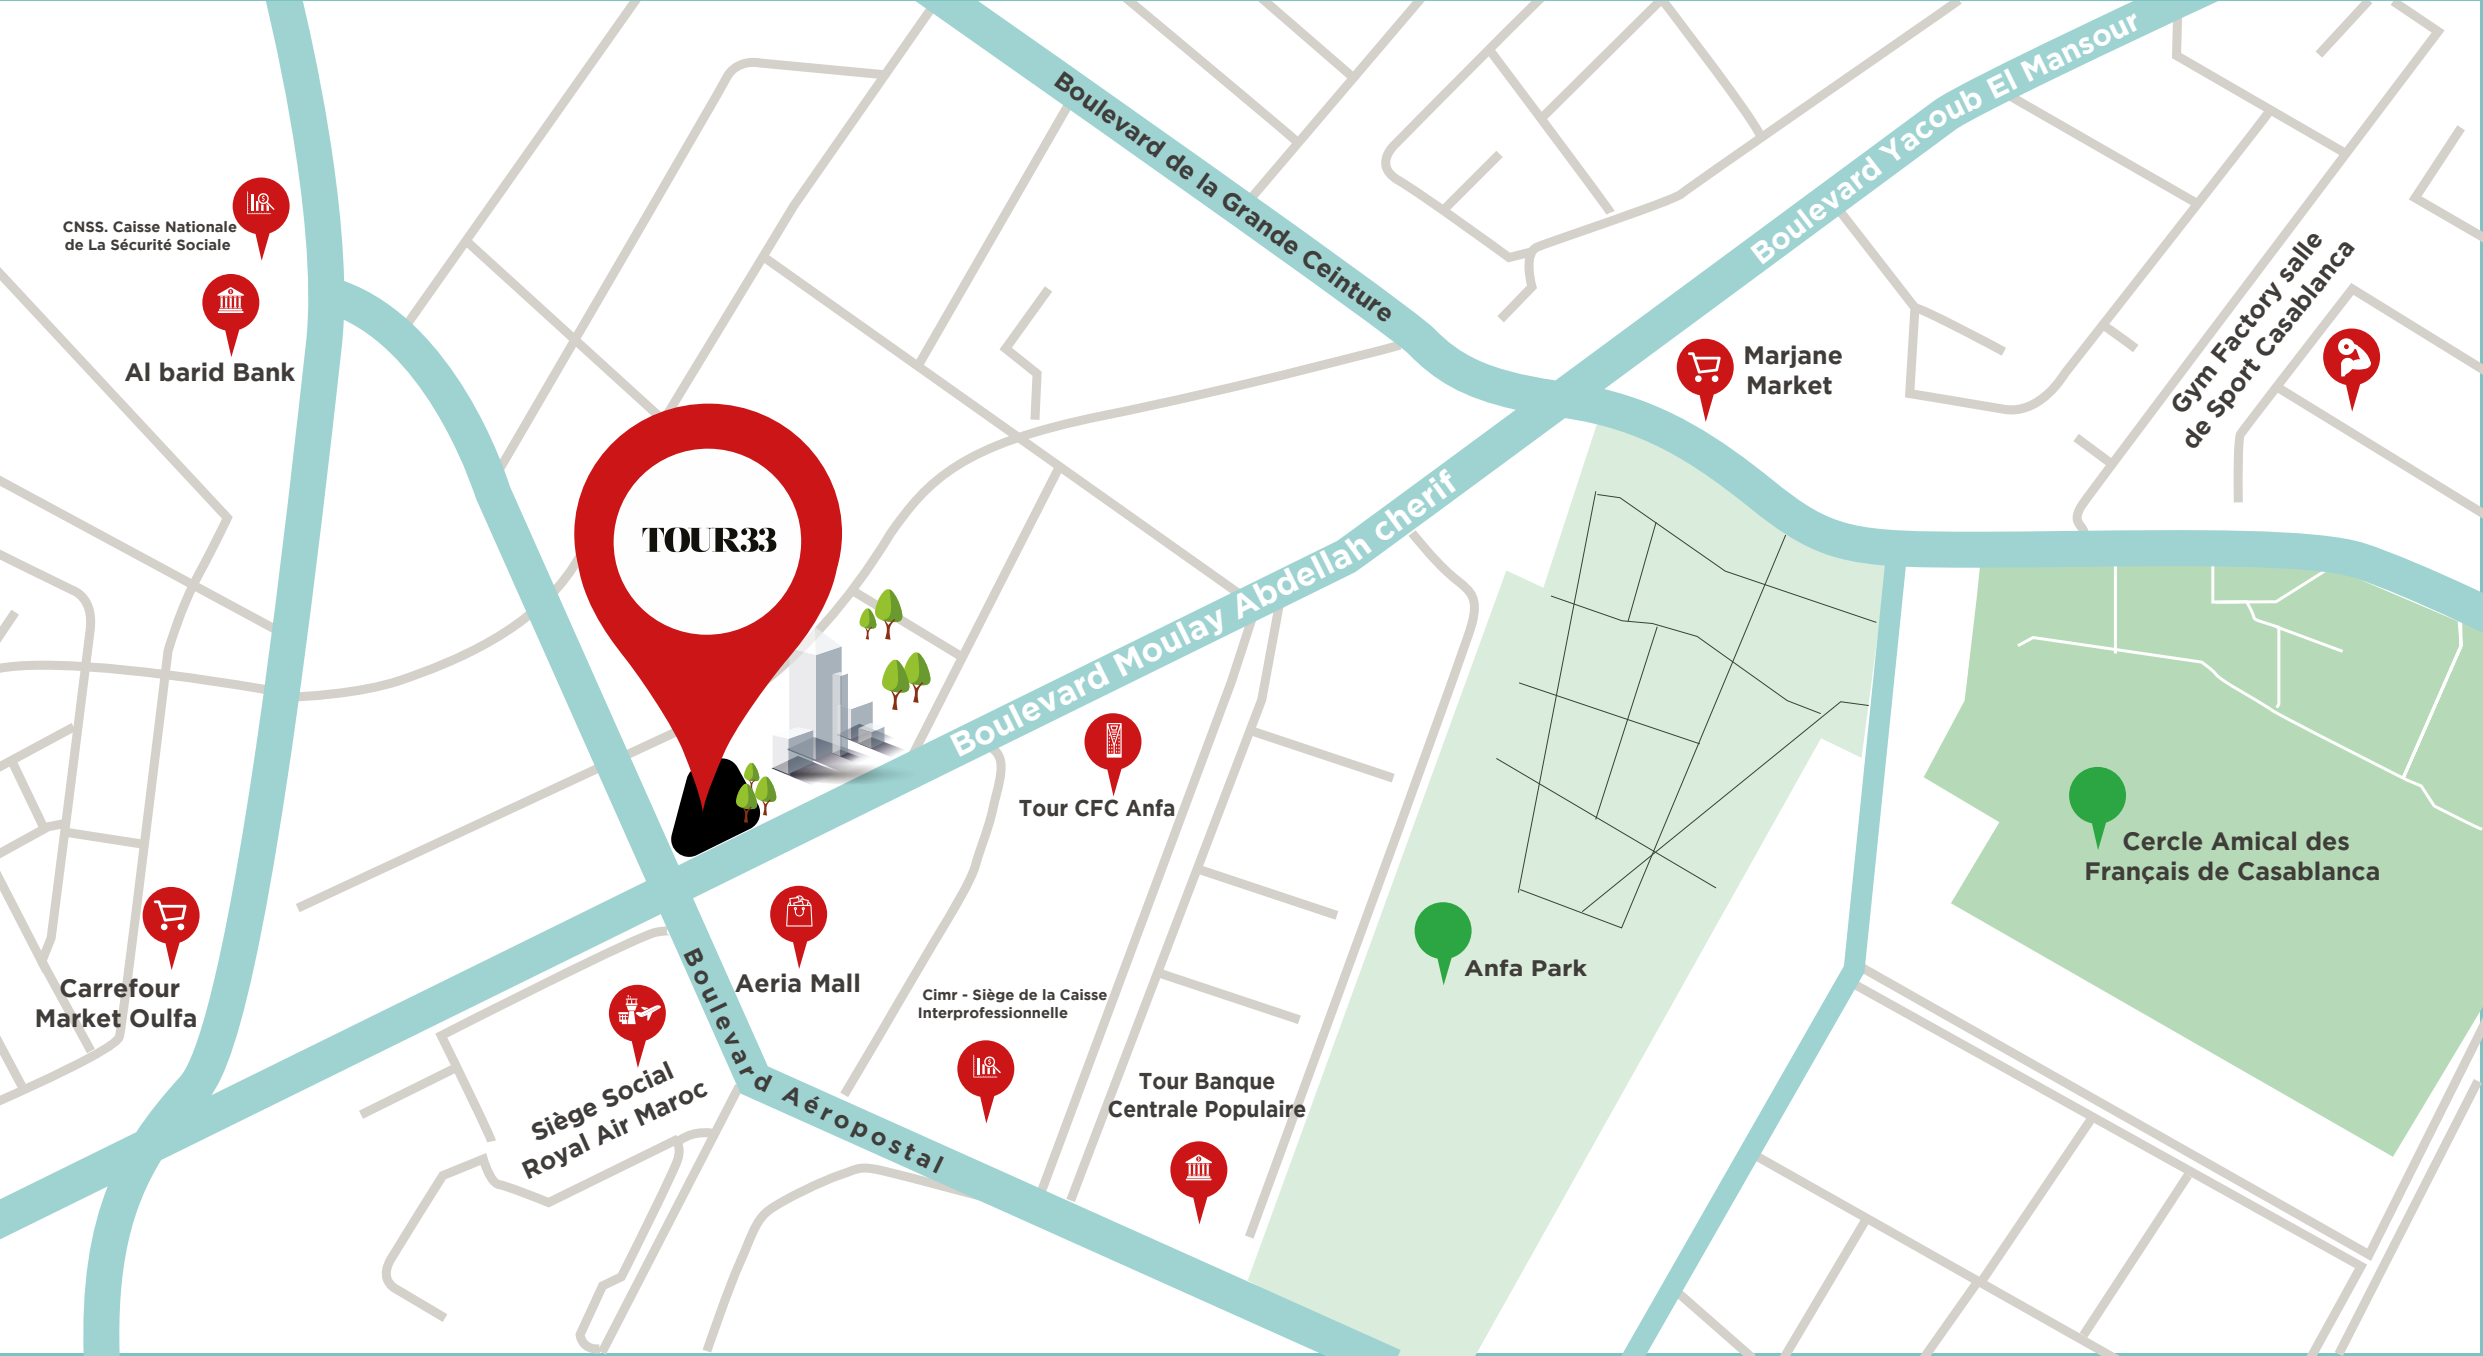 Boulevard de la Grande Ceinture
Boulevard Yacoub El Mansour
CNSS. Caisse Nationale
de La Sécurité Sociale
Al barid Bank
Marjane
Market
Gym Factory salle
de Sport Casablanca
TOUR33
Boulevard Moulay Abdellah cherif
Tour CFC Anfa
Cercle Amical des
Français de Casablanca
Carrefour
Market Oulfa
Aeria Mall
Anfa Park
Boulevard Aéropostal
Cimr - Siège de la Caisse
Interprofessionnelle
Siège Social
Royal Air Maroc
Tour Banque
Centrale Populaire